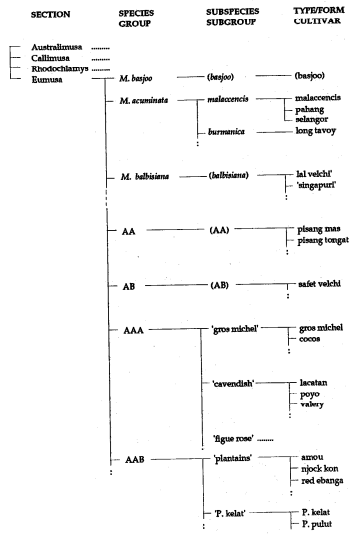 SECTION SPECIES GROUP SUBSPECIES SUBGROUP TYPE/FORM CULTIVAR
Australimusa ........
Callimusa ........
Rhodochlamys ........
Eumusa M. basjoo (basjoo) (basjoo)
M. acuminata malaccencis malaccencis
pahang
selangor
burmanica long tavoy
M. balbisiana (balbisiana) lal velchi'
'singapuri'
AA (AA) pisang mas
pisang tongat
AB (AB) safet velchi
AAA 'gros michel' gros michel
cocos
'cavendish' lacatan
poyo
valery
'figue rose' ........
AAB 'plantains' amou
njock kon
red ebanga
'P. kelat' P. kelat
P. pulut